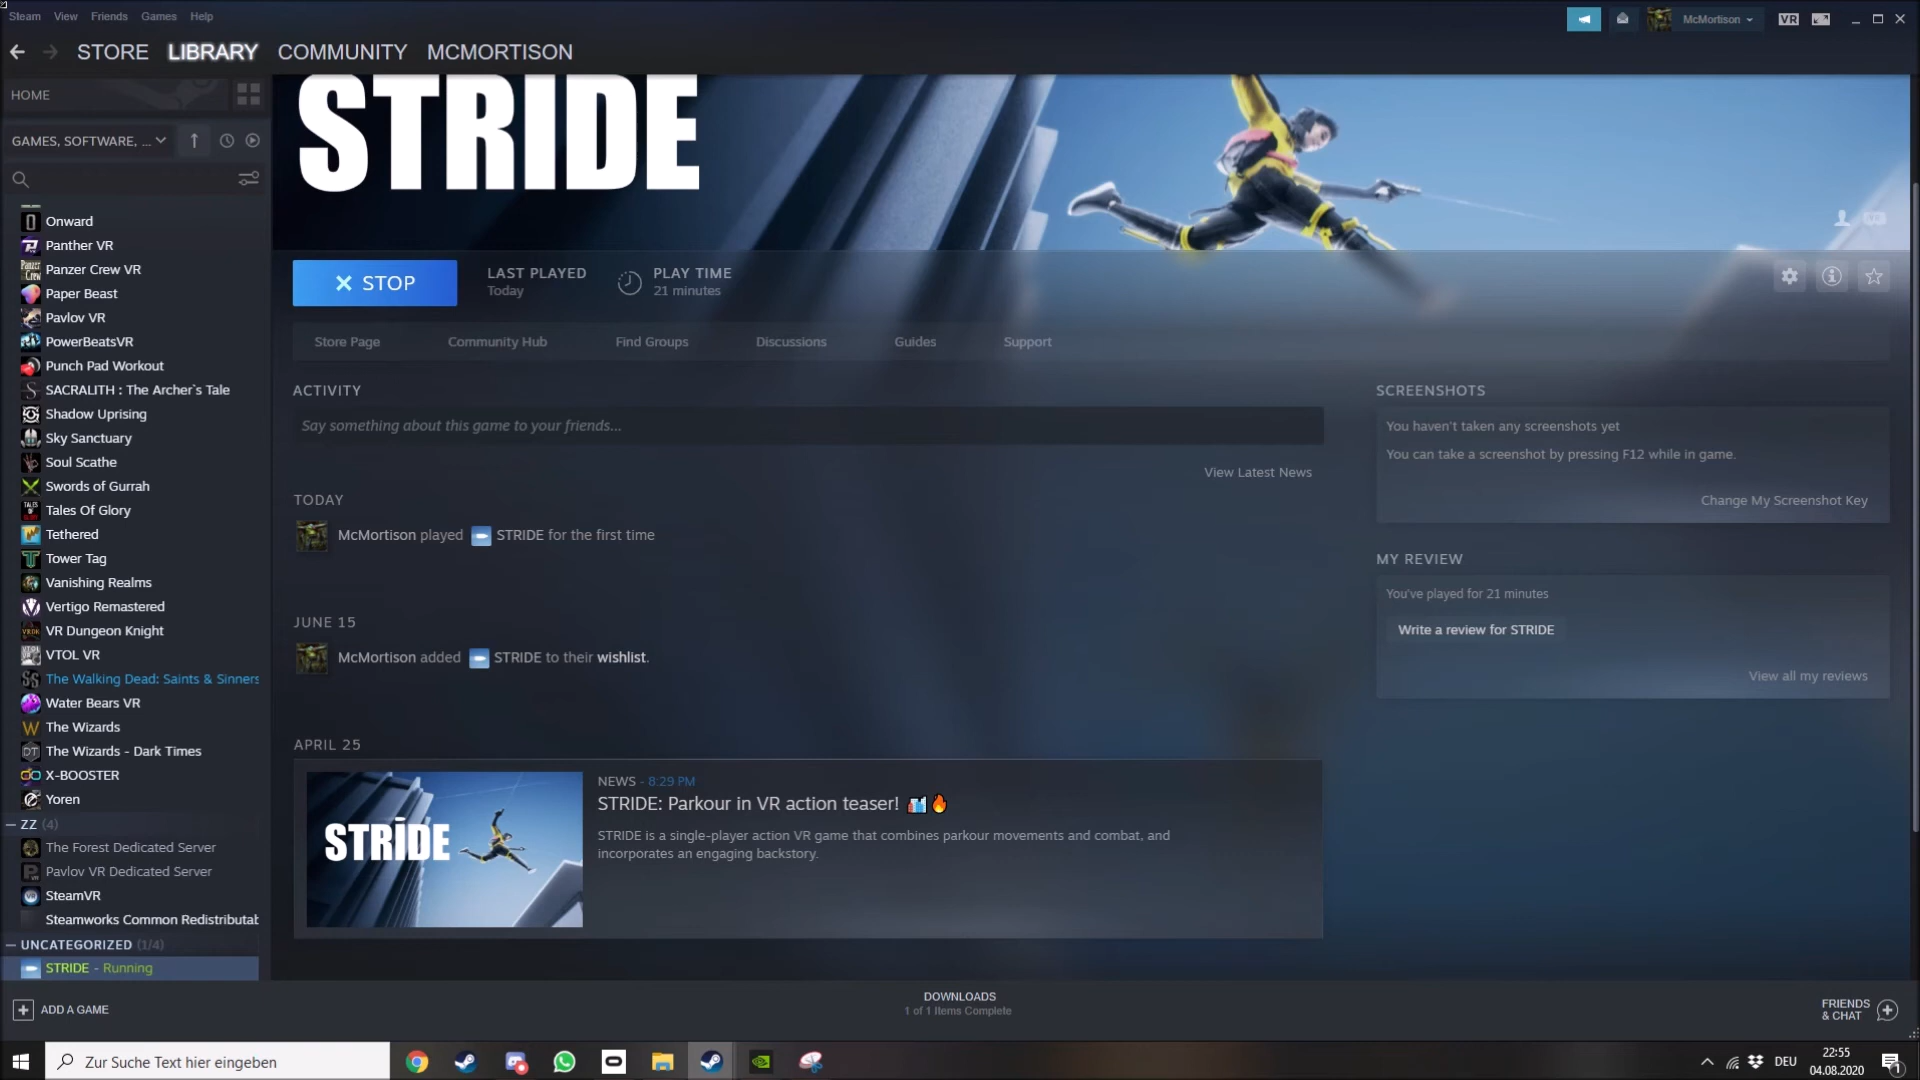 Steam View Friends Games Help
McMortison
VR
STORE LIBRARY COMMUNITY MCMORTISON
HOME
GAMES, SOFTWARE, ...
STRIDE
Onward
Panther VR
Panzer Crew VR
Paper Beast
Pavlov VR
PowerBeatsVR
Punch Pad Workout
SACRALITH : The Archer`s Tale
Shadow Uprising
Sky Sanctuary
Soul Scathe
Swords of Gurrah
Tales Of Glory
Tethered
Tower Tag
Vanishing Realms
Vertigo Remastered
VR Dungeon Knight
VTOL VR
The Walking Dead: Saints & Sinners
Water Bears VR
The Wizards
The Wizards - Dark Times
X-BOOSTER
Yoren
ZZ (4)
The Forest Dedicated Server
Pavlov VR Dedicated Server
SteamVR
Steamworks Common Redistributab
UNCATEGORIZED (1/4)
STRIDE - Running
STOP
LAST PLAYED
Today
PLAY TIME
21 minutes
Store Page Community Hub Find Groups Discussions Guides Support
ACTIVITY
Say something about this game to your friends...
View Latest News
TODAY
McMortison played STRIDE for the first time
JUNE 15
McMortison added STRIDE to their wishlist.
APRIL 25
STRIDE
NEWS - 8:29 PM
STRIDE: Parkour in VR action teaser!
STRIDE is a single-player action VR game that combines parkour movements and combat, and
incorporates an engaging backstory.
SCREENSHOTS
You haven't taken any screenshots yet
You can take a screenshot by pressing F12 while in game.
Change My Screenshot Key
MY REVIEW
You've played for 21 minutes
Write a review for STRIDE
View all my reviews
ADD A GAME
DOWNLOADS
1 of 1 Items Complete
FRIENDS
& CHAT
Zur Suche Text hier eingeben
DEU
22:55
04.08.2020
1